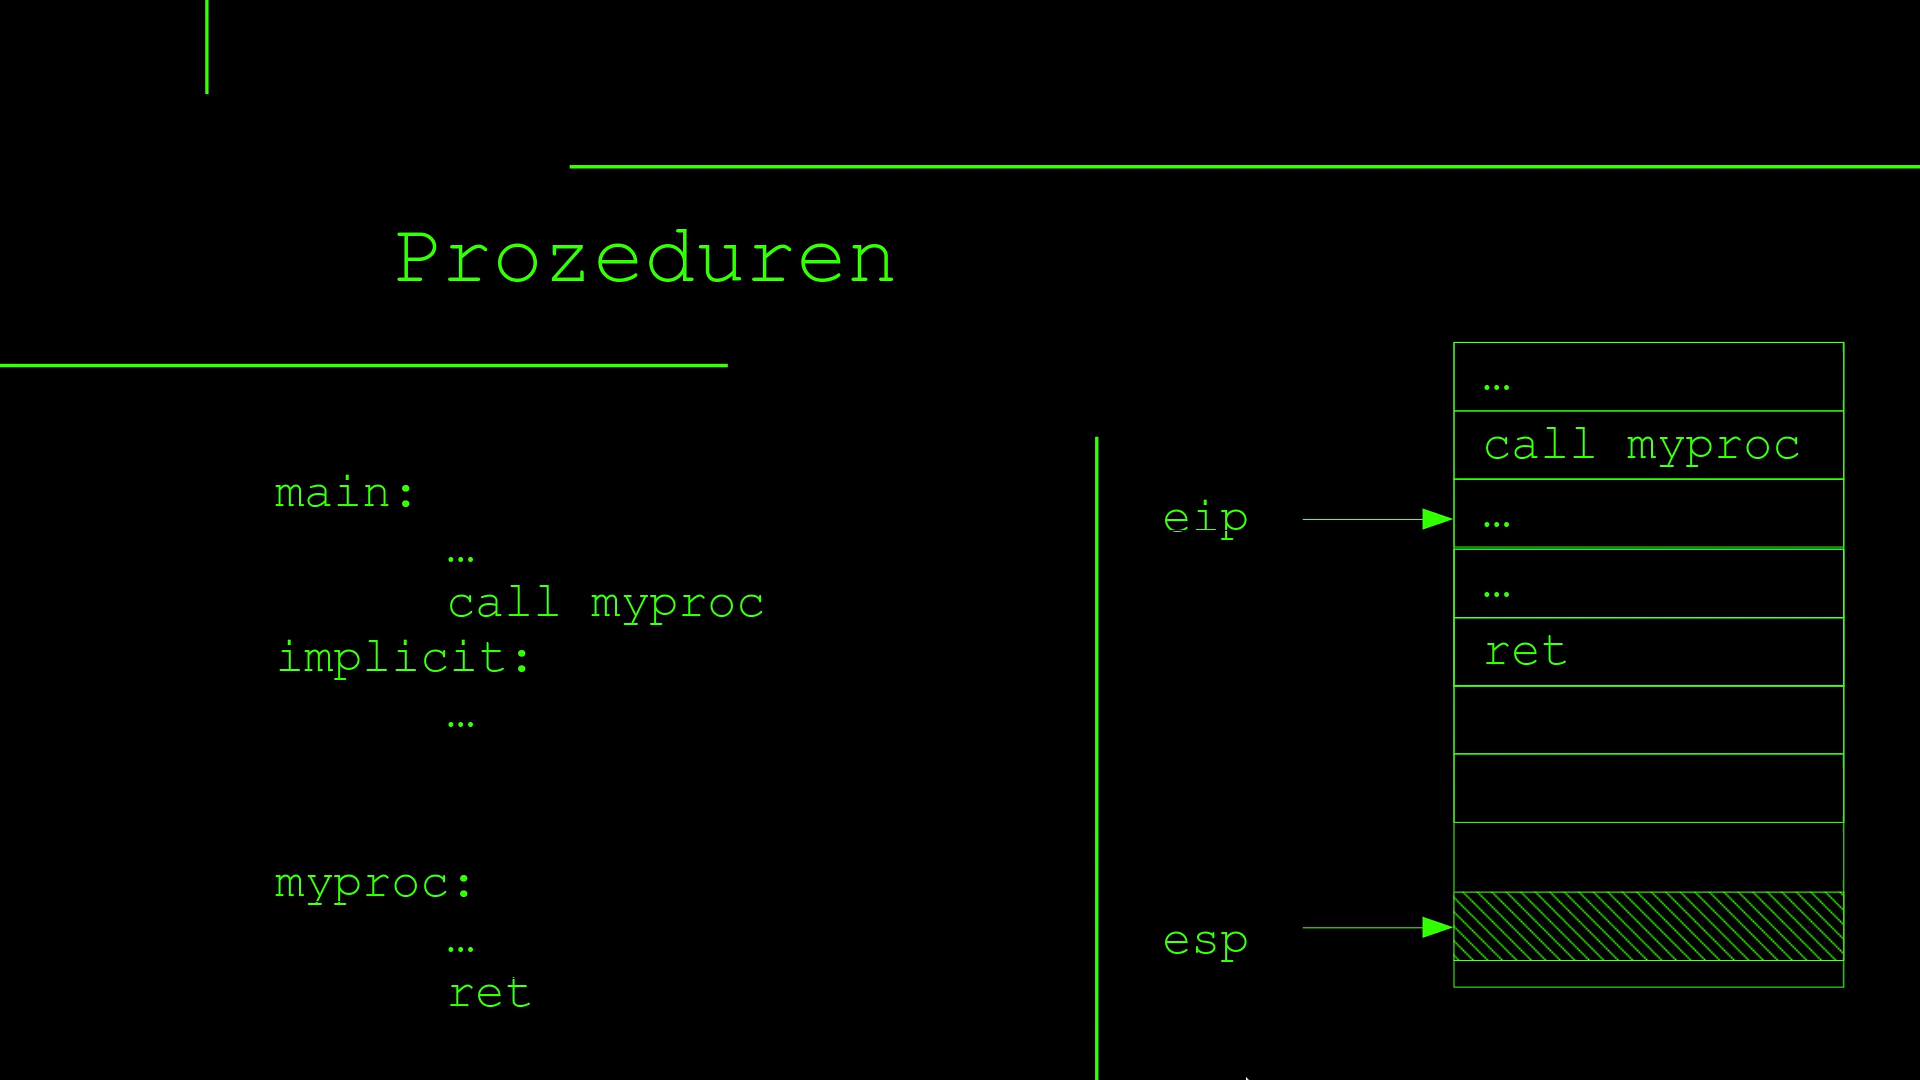 Prozeduren
main:
…
call myproc
implicit:
…
myproc:
…
ret
…
call myproc
eip
…
…
ret
esp